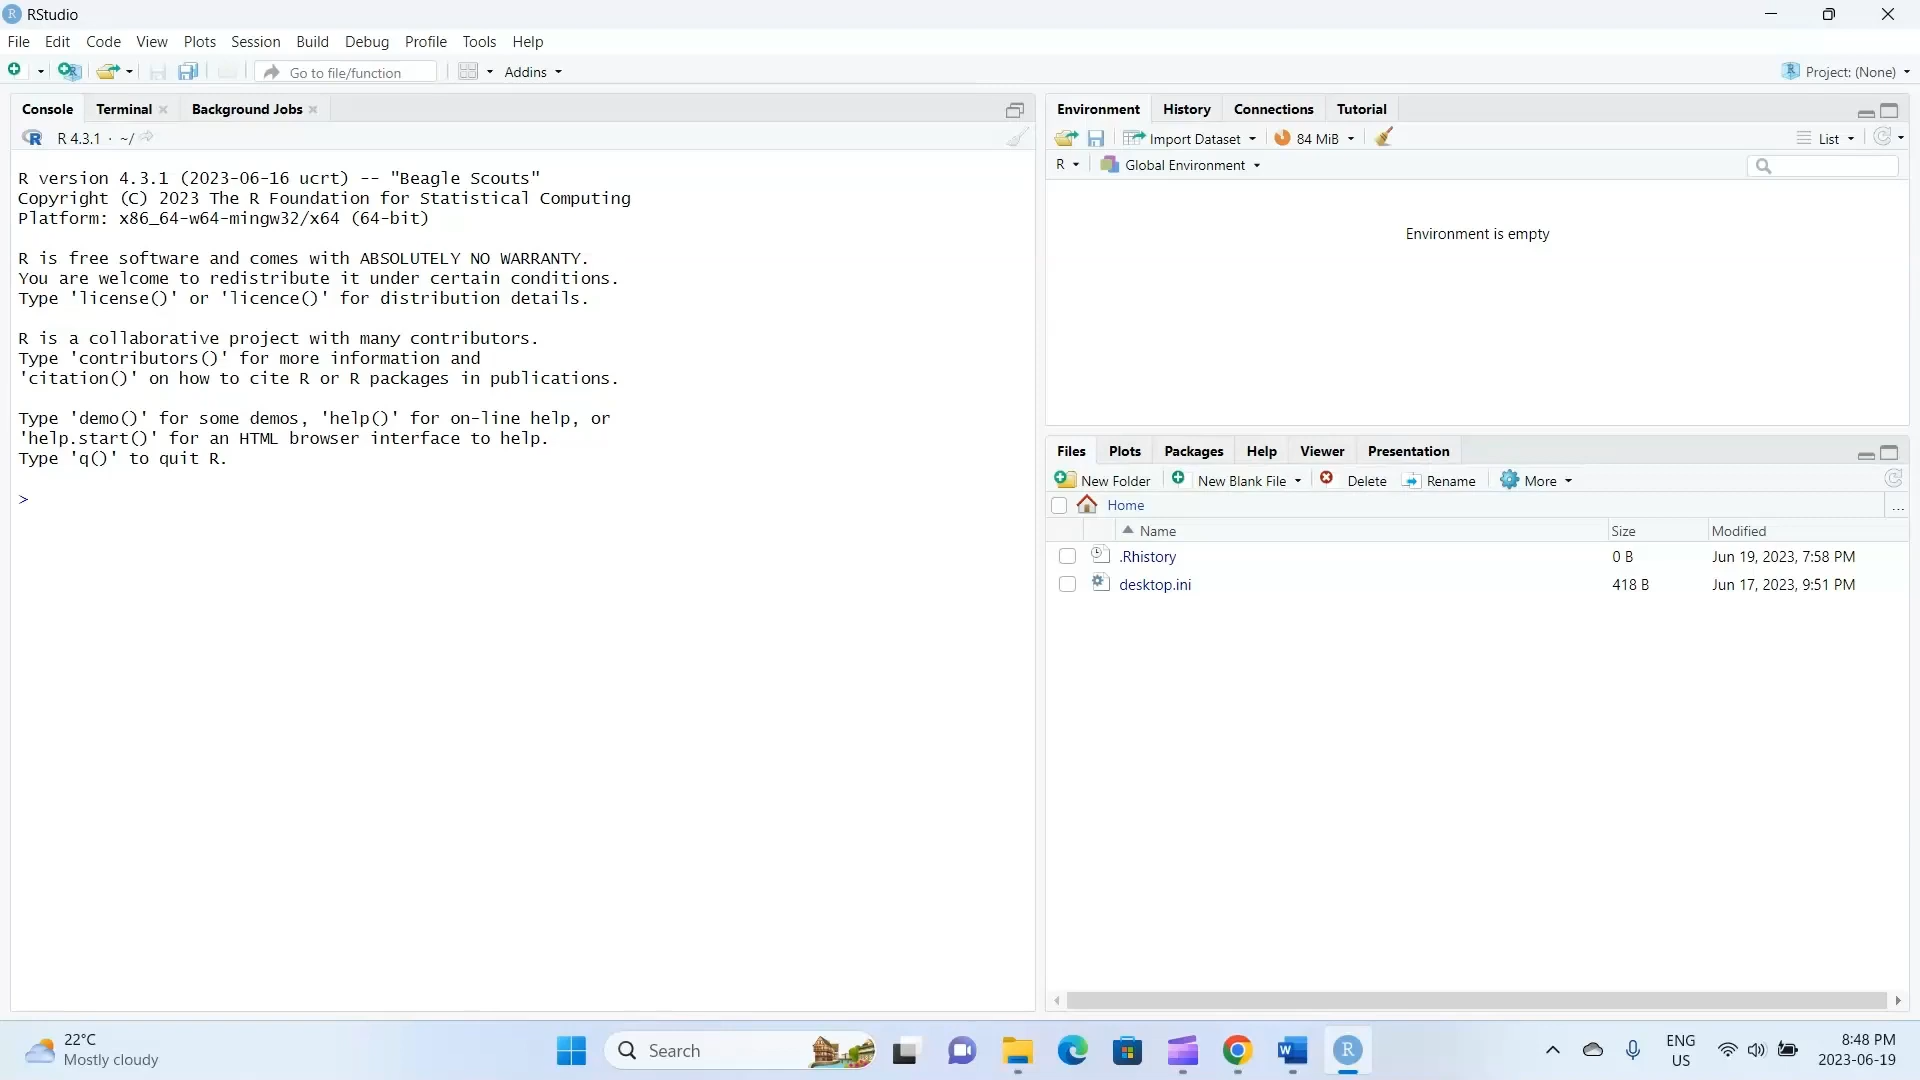 RStudio
File Edit Code View Plots Session Build Debug Profile Tools Help
Go to file/function Addins Project: (None)
Console Terminal Background Jobs
R 4.3.1 · ~/
R version 4.3.1 (2023-06-16 ucrt) -- "Beagle Scouts"
Copyright (C) 2023 The R Foundation for Statistical Computing
Platform: x86_64-w64-mingw32/x64 (64-bit)
R is free software and comes with ABSOLUTELY NO WARRANTY.
You are welcome to redistribute it under certain conditions.
Type 'license()' or 'licence()' for distribution details.
R is a collaborative project with many contributors.
Type 'contributors()' for more information and
'citation()' on how to cite R or R packages in publications.
Type 'demo()' for some demos, 'help()' for on-line help, or
'help.start()' for an HTML browser interface to help.
Type 'q()' to quit R.
>
Environment History Connections Tutorial
Import Dataset 84 MiB List
R Global Environment
Environment is empty
Files Plots Packages Help Viewer Presentation
New Folder New Blank File Delete Rename More
Home ...
Name Size Modified
.Rhistory 0 B Jun 19, 2023, 7:58 PM
desktop.ini 418 B Jun 17, 2023, 9:51 PM
22°C
Mostly cloudy
Search
ENG
US
8:48 PM
2023-06-19